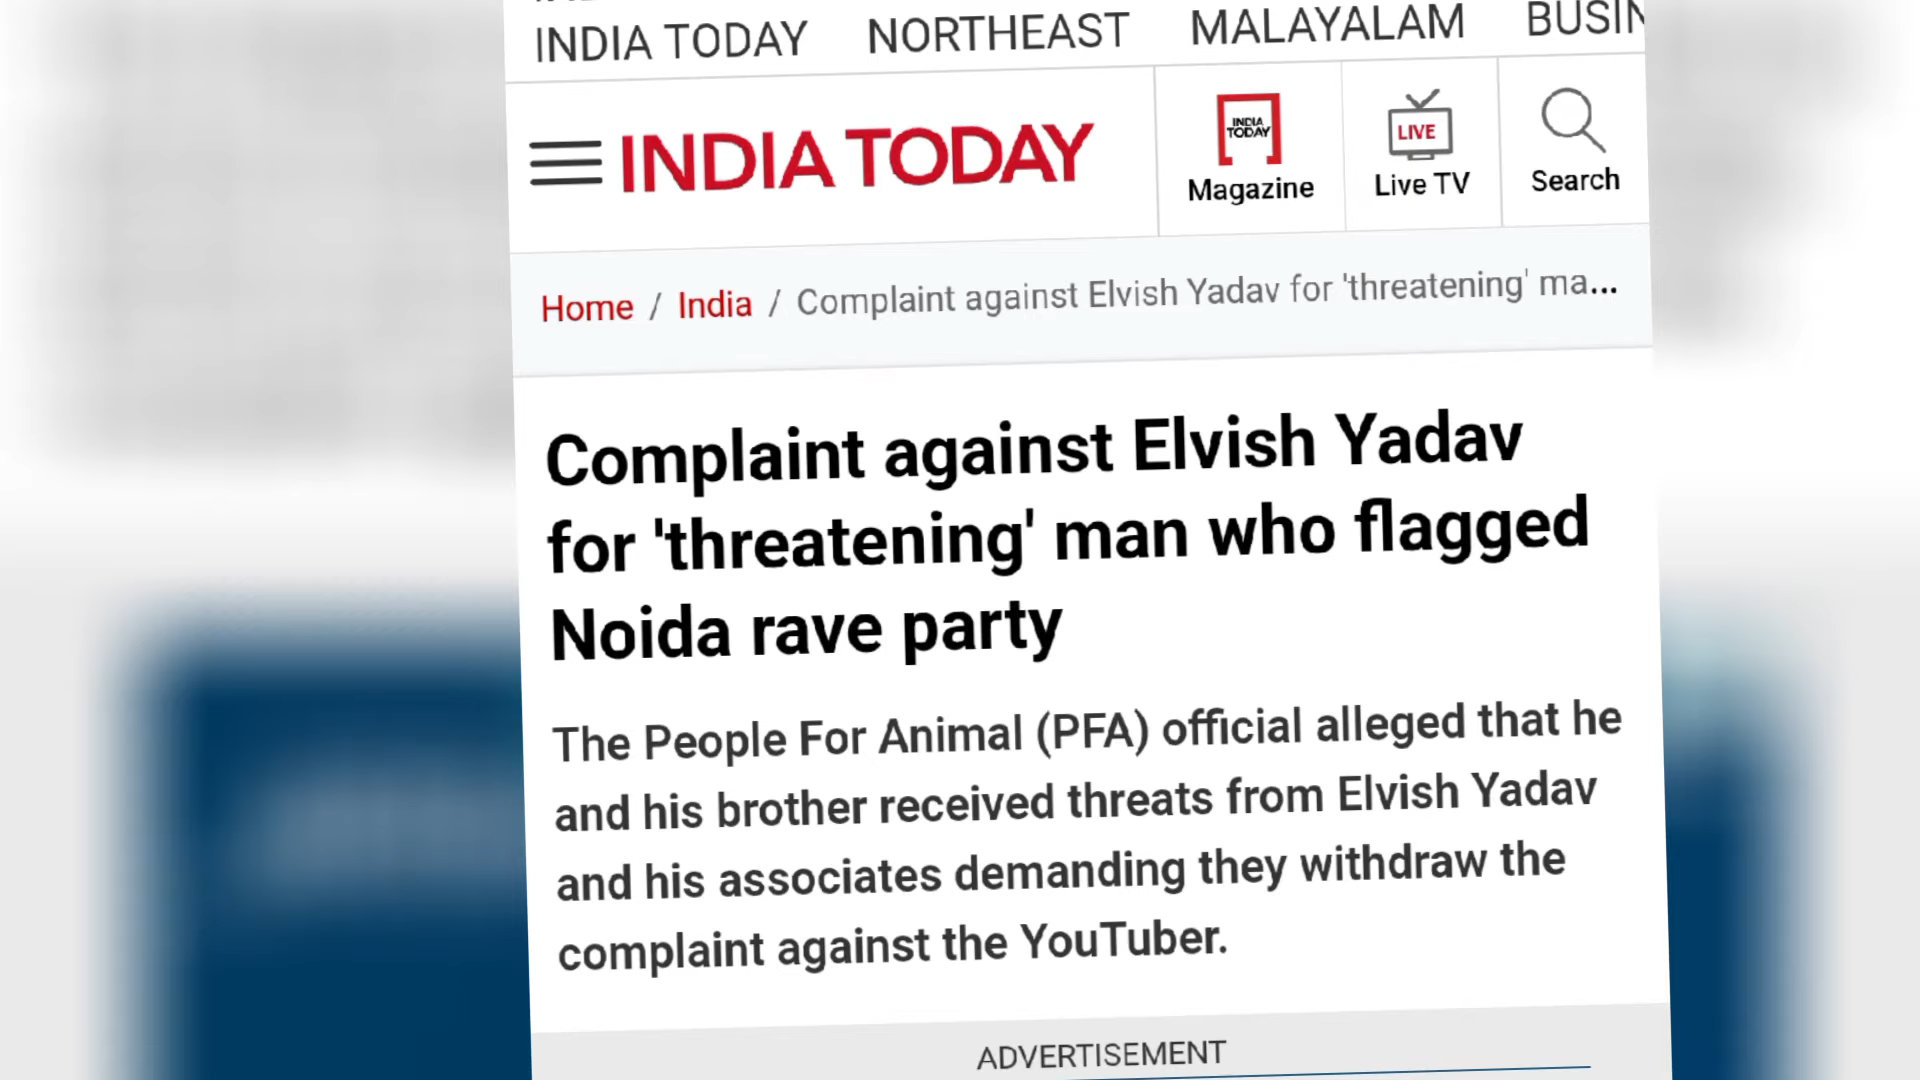 INDIA TODAY NORTHEAST MALAYALAM BUSIN
INDIA TODAY
INDIA TODAY
Magazine
LIVE
Live TV
Search
Home / India / Complaint against Elvish Yadav for 'threatening' ma...
Complaint against Elvish Yadav
for 'threatening' man who flagged
Noida rave party
The People For Animal (PFA) official alleged that he
and his brother received threats from Elvish Yadav
and his associates demanding they withdraw the
complaint against the YouTuber.
ADVERTISEMENT